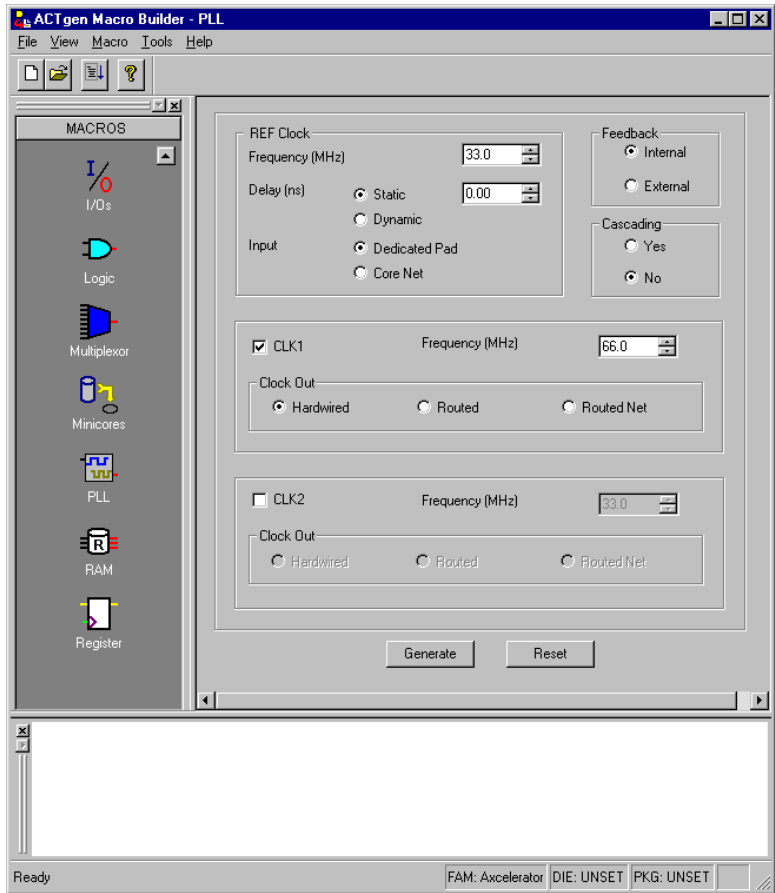 ACTgen Macro Builder - PLL
File View Macro Tools Help
MACROS
I/Os
Logic
Multiplexor
Minicores
PLL
R
RAM
Register
REF Clock
Frequency (MHz) 33.0
Delay (ns) Static 0.00
Dynamic
Input Dedicated Pad
Core Net
Feedback
Internal
External
Cascading
Yes
No
CLK1 Frequency (MHz) 66.0
Clock Out
Hardwired Routed Routed Net
CLK2 Frequency (MHz) 33.0
Clock Out
Hardwired Routed Routed Net
Generate Reset
Ready FAM: Axcelerator DIE: UNSET PKG: UNSET